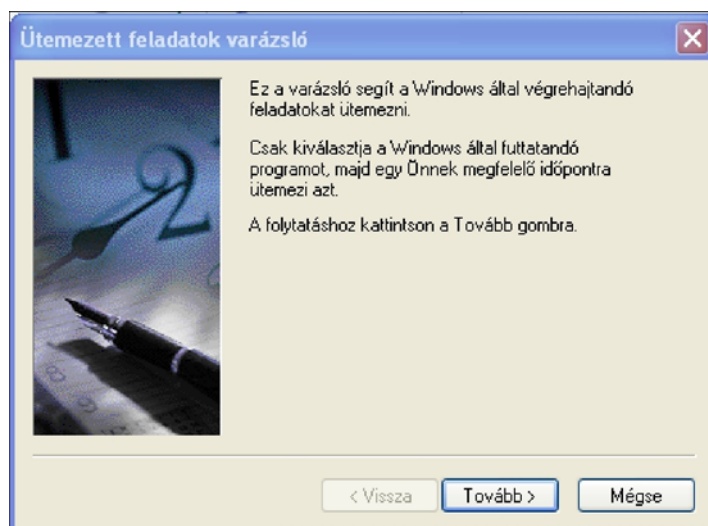 Ütemezett feladatok varázsló
Ez a varázsló segít a Windows által végrehajtandó
feladatokat ütemezni.
Csak kiválasztja a Windows által futtatandó
programot, majd egy Önnek megfelelő időpontra
ütemezi azt.
A folytatáshoz kattintson a Tovább gombra.
< Vissza
Tovább >
Mégse